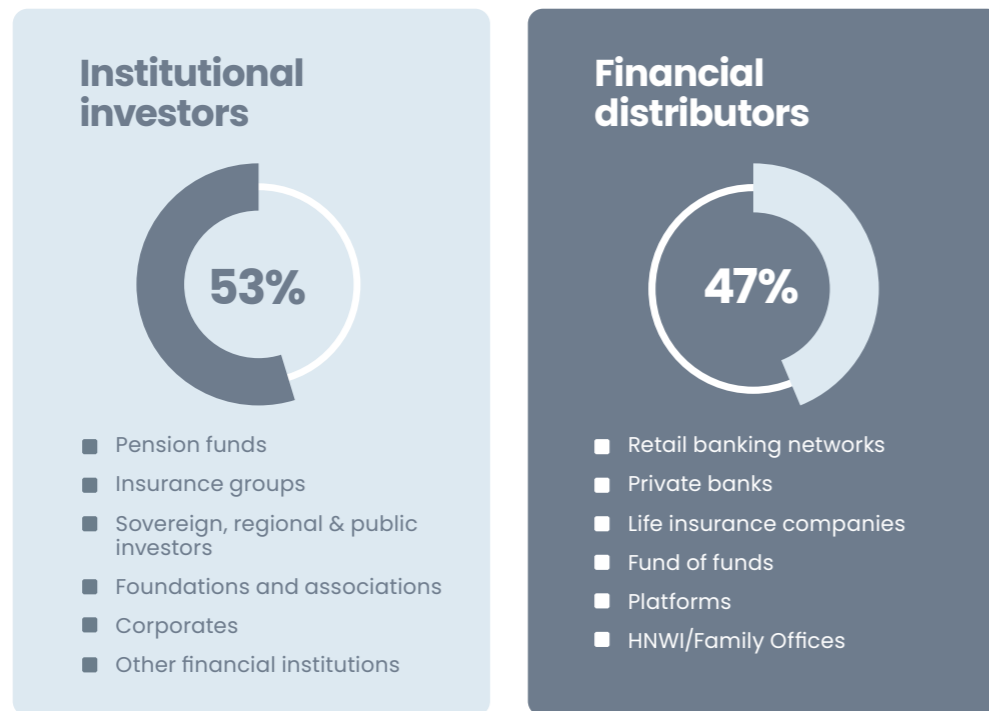 Institutional
investors
53%
Pension funds
Insurance groups
Sovereign, regional & public
investors
Foundations and associations
Corporates
Other financial institutions
Financial
distributors
47%
Retail banking networks
Private banks
Life insurance companies
Fund of funds
Platforms
HNWI/Family Offices